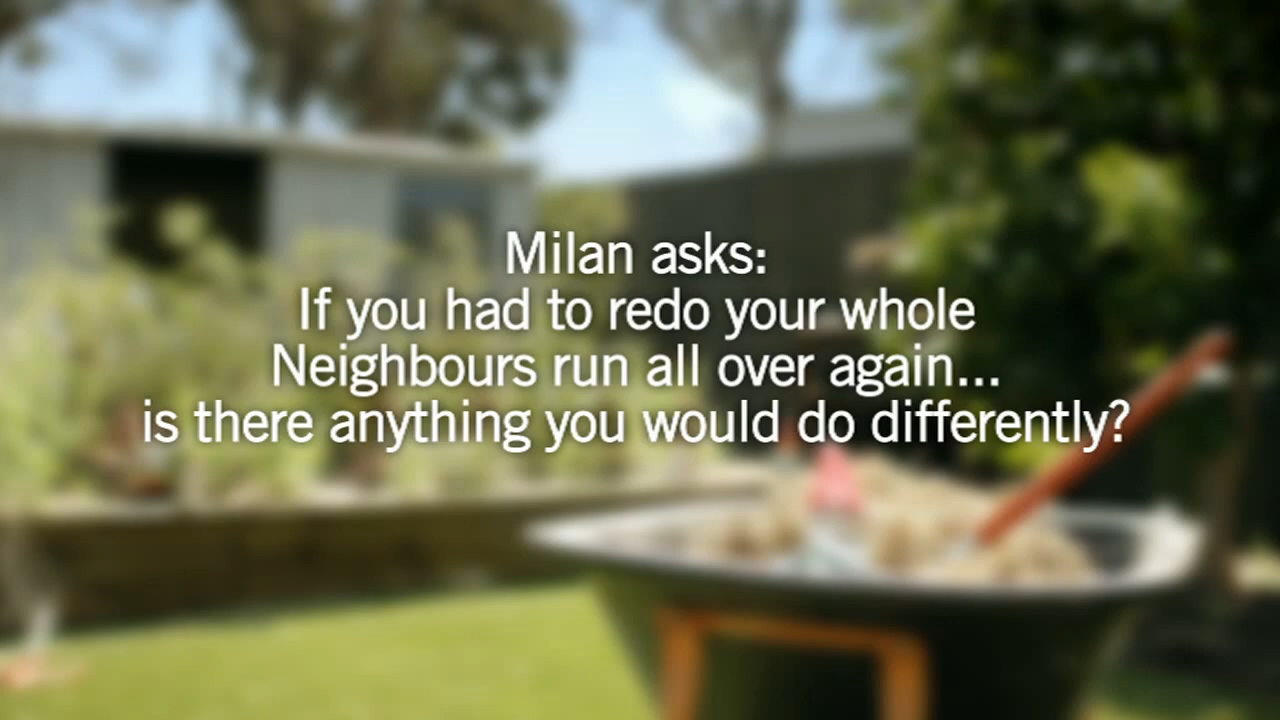 Milan asks:
If you had to redo your whole
Neighbours run all over again...
is there anything you would do differently?